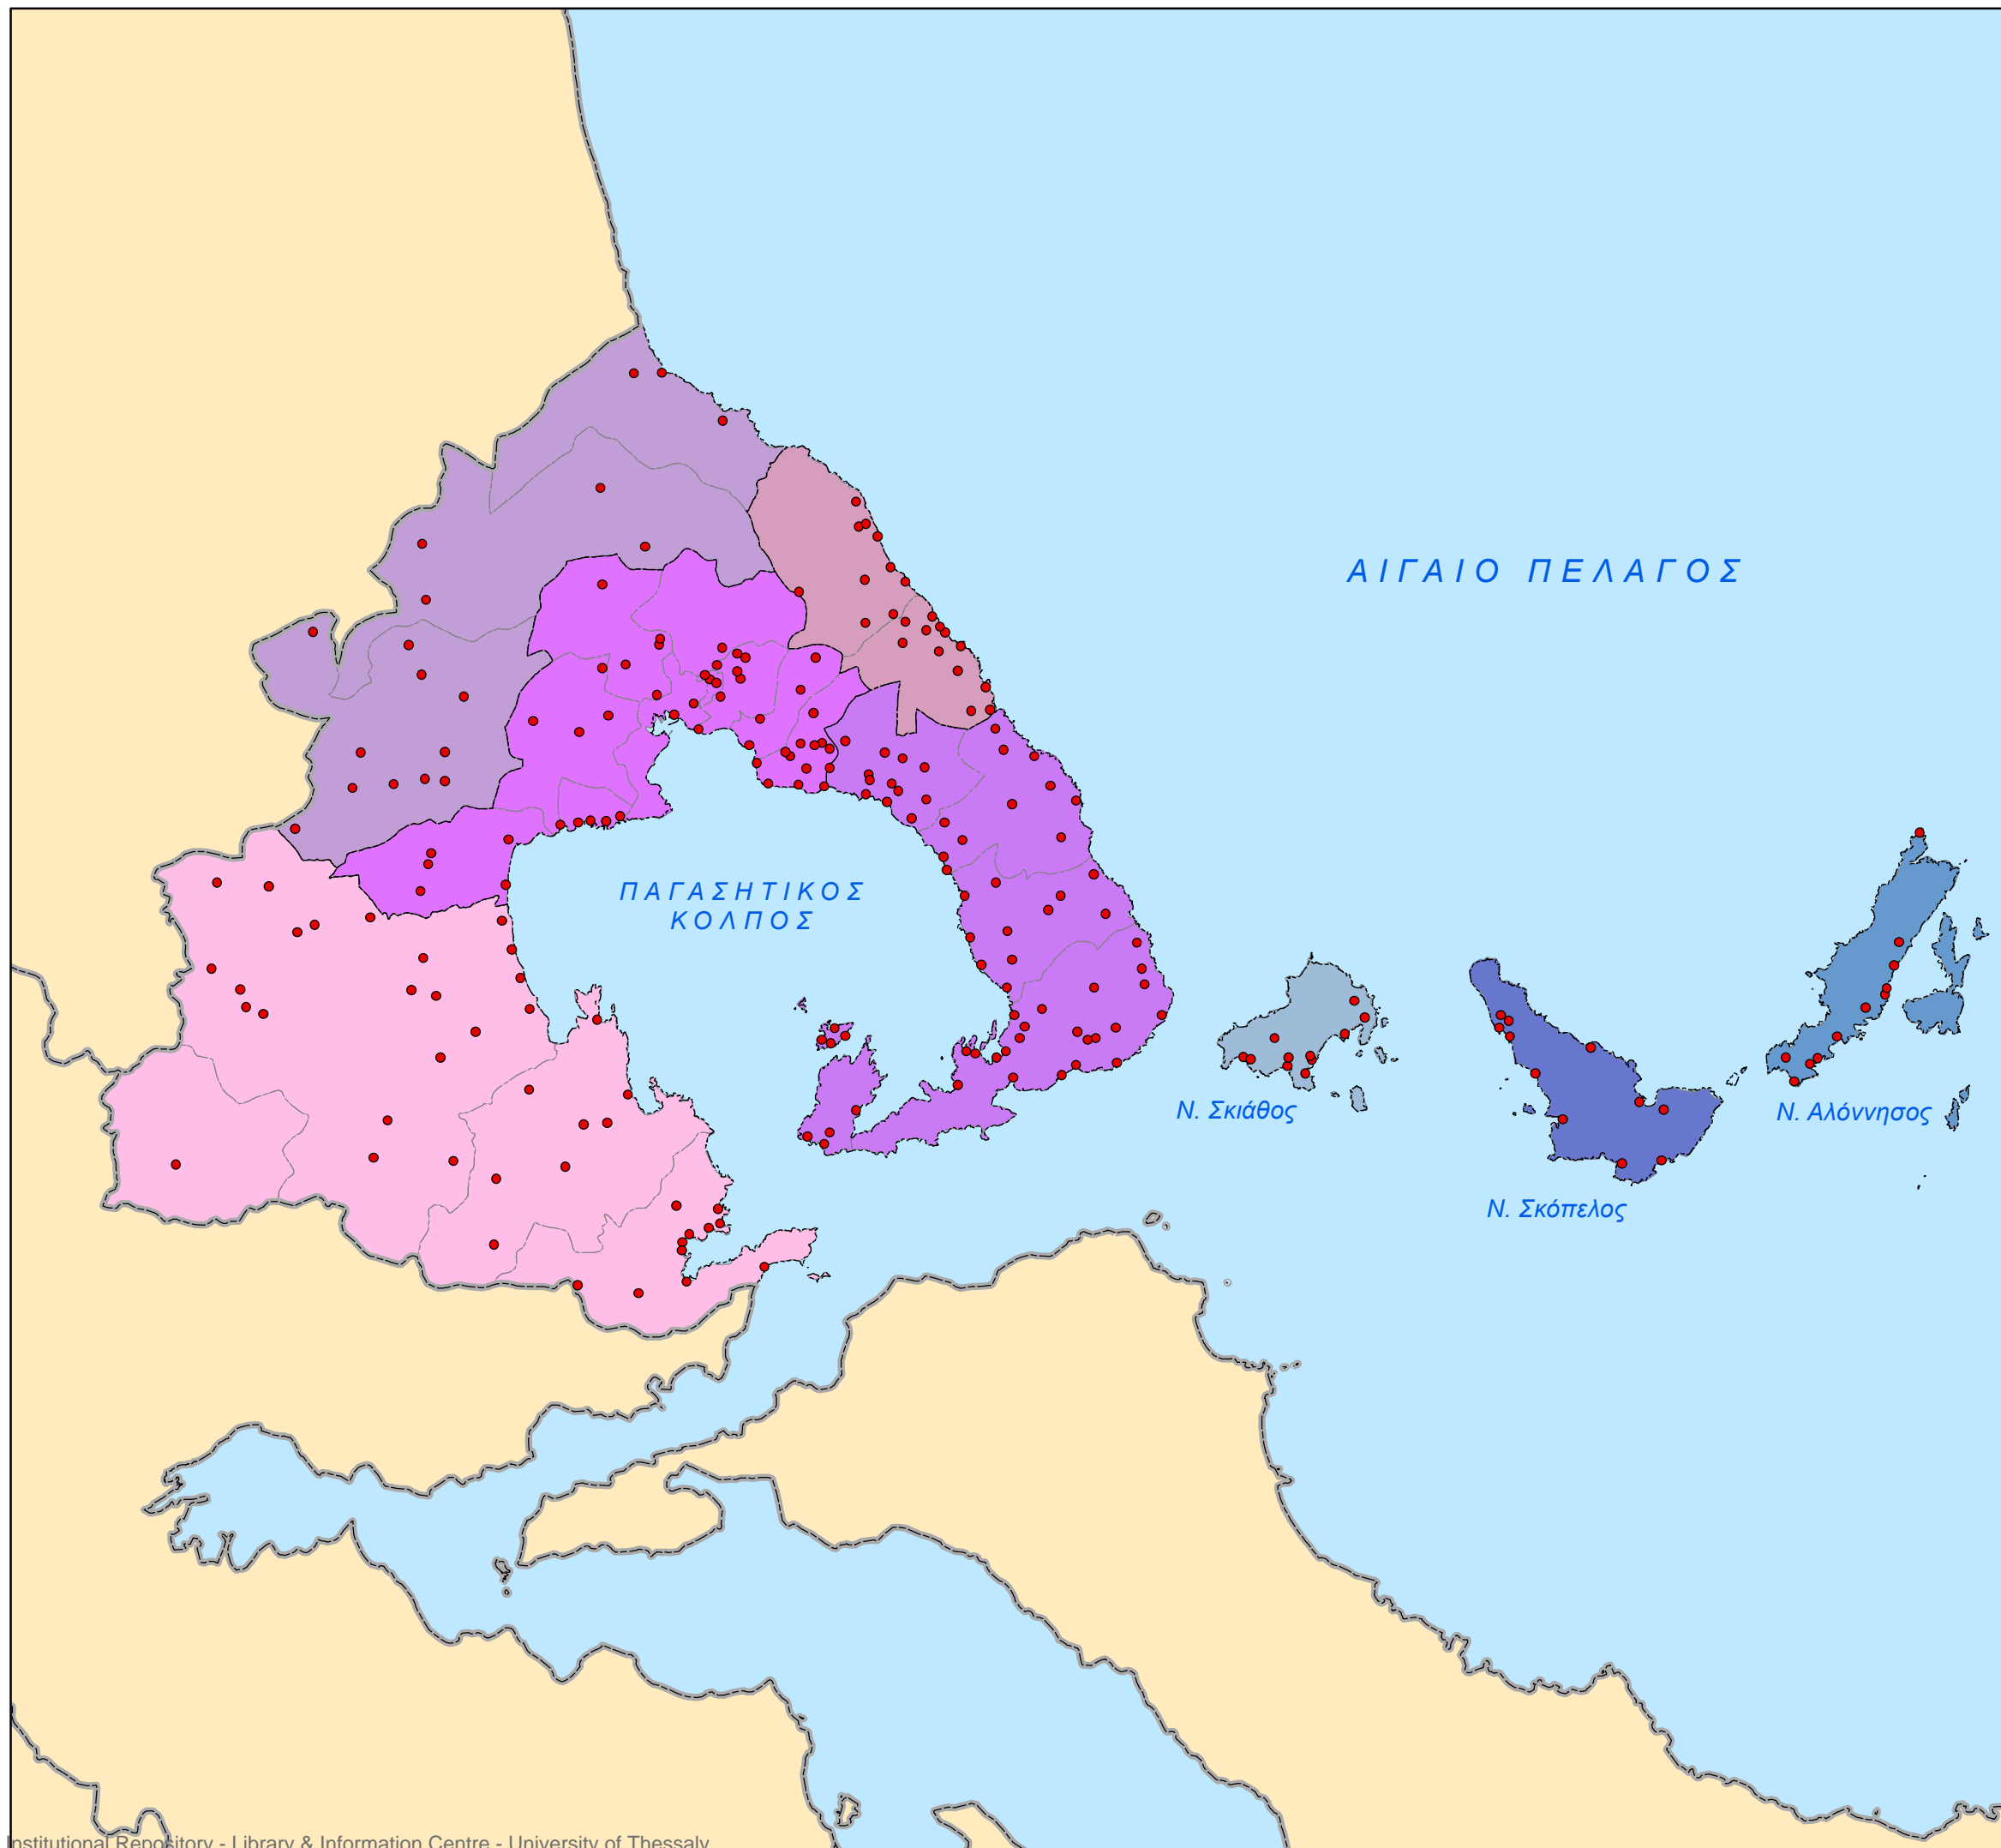 Α Ι Γ Α Ι Ο   Π Ε Λ Α Γ Ο Σ
Π Α Γ Α Σ Η Τ Ι Κ Ο Σ
Κ Ο Λ Π Ο Σ
Ν. Σκιάθος
Ν. Αλόννησος
Ν. Σκόπελος
Institutional Repository - Library & Information Centre - University of Thessaly